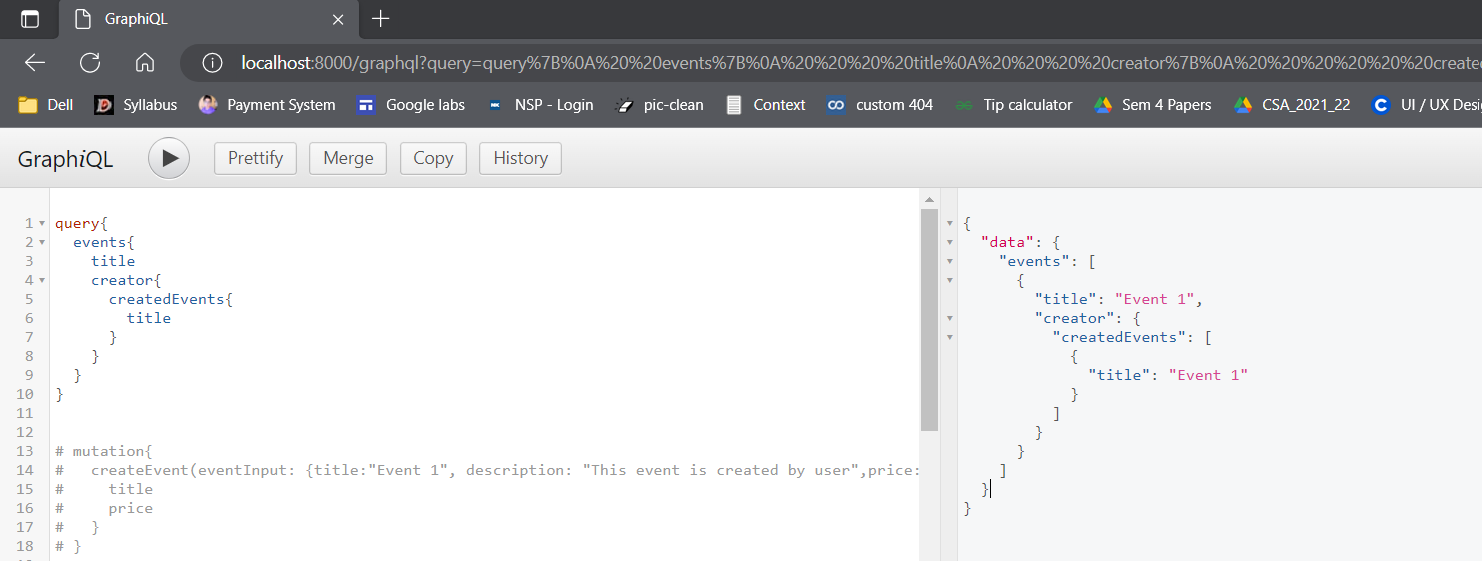 GraphiQL
localhost:8000/graphql?query=query%7B%0A%20%20events%7B%0A%20%20%20%20title%0A%20%20%20%20creator%7B%0A%20%20%20%20%20%20create
Dell Syllabus Payment System Google labs NSP - Login pic-clean Context custom 404 Tip calculator Sem 4 Papers CSA_2021_22 UI / UX Desi
GraphiQL Prettify Merge Copy History
1 query{
2 events{
3 title
4 creator{
5 createdEvents{
6 title
7 }
8 }
9 }
10 }
11
12
13 # mutation{
14 # createEvent(eventInput: {title:"Event 1", description: "This event is created by user",price:
15 # title
16 # price
17 # }
18 # }
{
"data": {
"events": [
{
"title": "Event 1",
"creator": {
"createdEvents": [
{
"title": "Event 1"
}
]
}
}
]
}
}